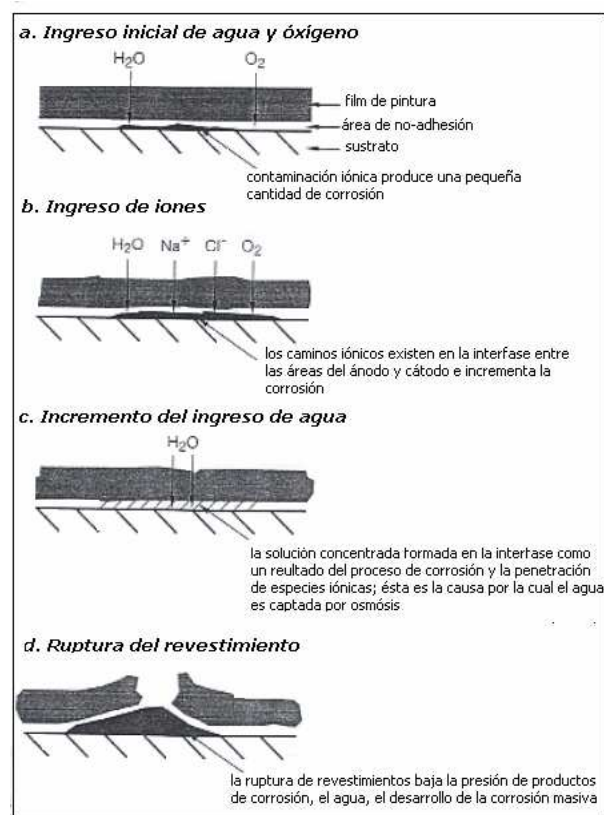 a. Ingreso inicial de agua y óxígeno
H₂O O₂
film de pintura
área de no-adhesión
sustrato
contaminación iónica produce una pequeña
cantidad de corrosión
b. Ingreso de iones
H₂O Na⁺ Cl⁻ O₂
los caminos iónicos existen en la interfase entre
las áreas del ánodo y cátodo e incrementa la
corrosión
c. Incremento del ingreso de agua
H₂O
la solución concentrada formada en la interfase como
un reultado del proceso de corrosión y la penetración
de especies iónicas; ésta es la causa por la cual el agua
es captada por osmósis
d. Ruptura del revestimiento
la ruptura de revestimientos baja la presión de productos
de corrosión, el agua, el desarrollo de la corrosión masiva